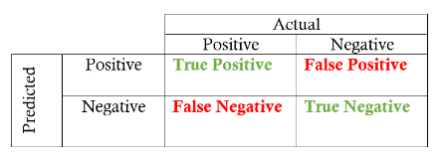 Actual
Positive Negative
Predicted
Positive True Positive False Positive
Negative False Negative True Negative